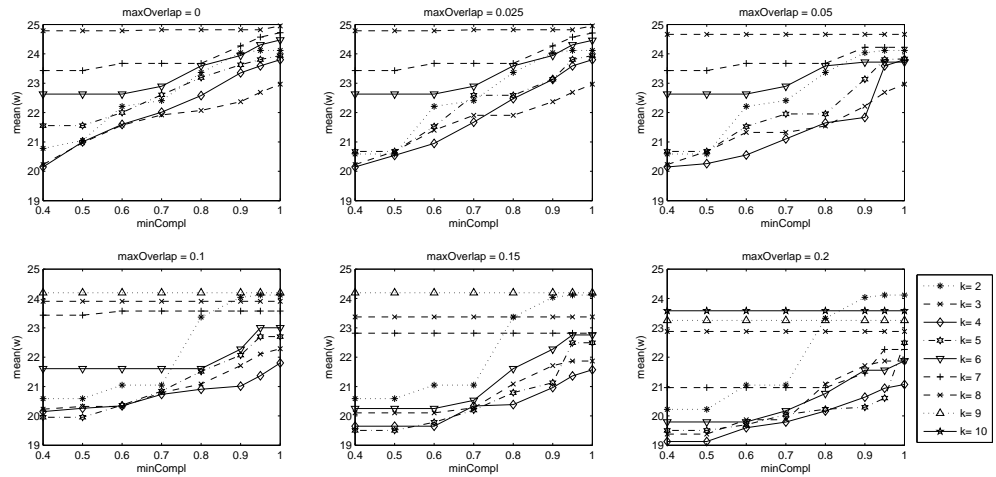 maxOverlap = 0
mean(w)
25
24
23
22
21
20
19
0.4 0.5 0.6 0.7 0.8 0.9 1
minCompl
maxOverlap = 0.025
mean(w)
25
24
23
22
21
20
19
0.4 0.5 0.6 0.7 0.8 0.9 1
minCompl
maxOverlap = 0.05
mean(w)
25
24
23
22
21
20
19
0.4 0.5 0.6 0.7 0.8 0.9 1
minCompl
maxOverlap = 0.1
mean(w)
25
24
23
22
21
20
19
0.4 0.5 0.6 0.7 0.8 0.9 1
minCompl
maxOverlap = 0.15
mean(w)
25
24
23
22
21
20
19
0.4 0.5 0.6 0.7 0.8 0.9 1
minCompl
maxOverlap = 0.2
mean(w)
25
24
23
22
21
20
19
0.4 0.5 0.6 0.7 0.8 0.9 1
minCompl
k= 2
k= 3
k= 4
k= 5
k= 6
k= 7
k= 8
k= 9
k= 10